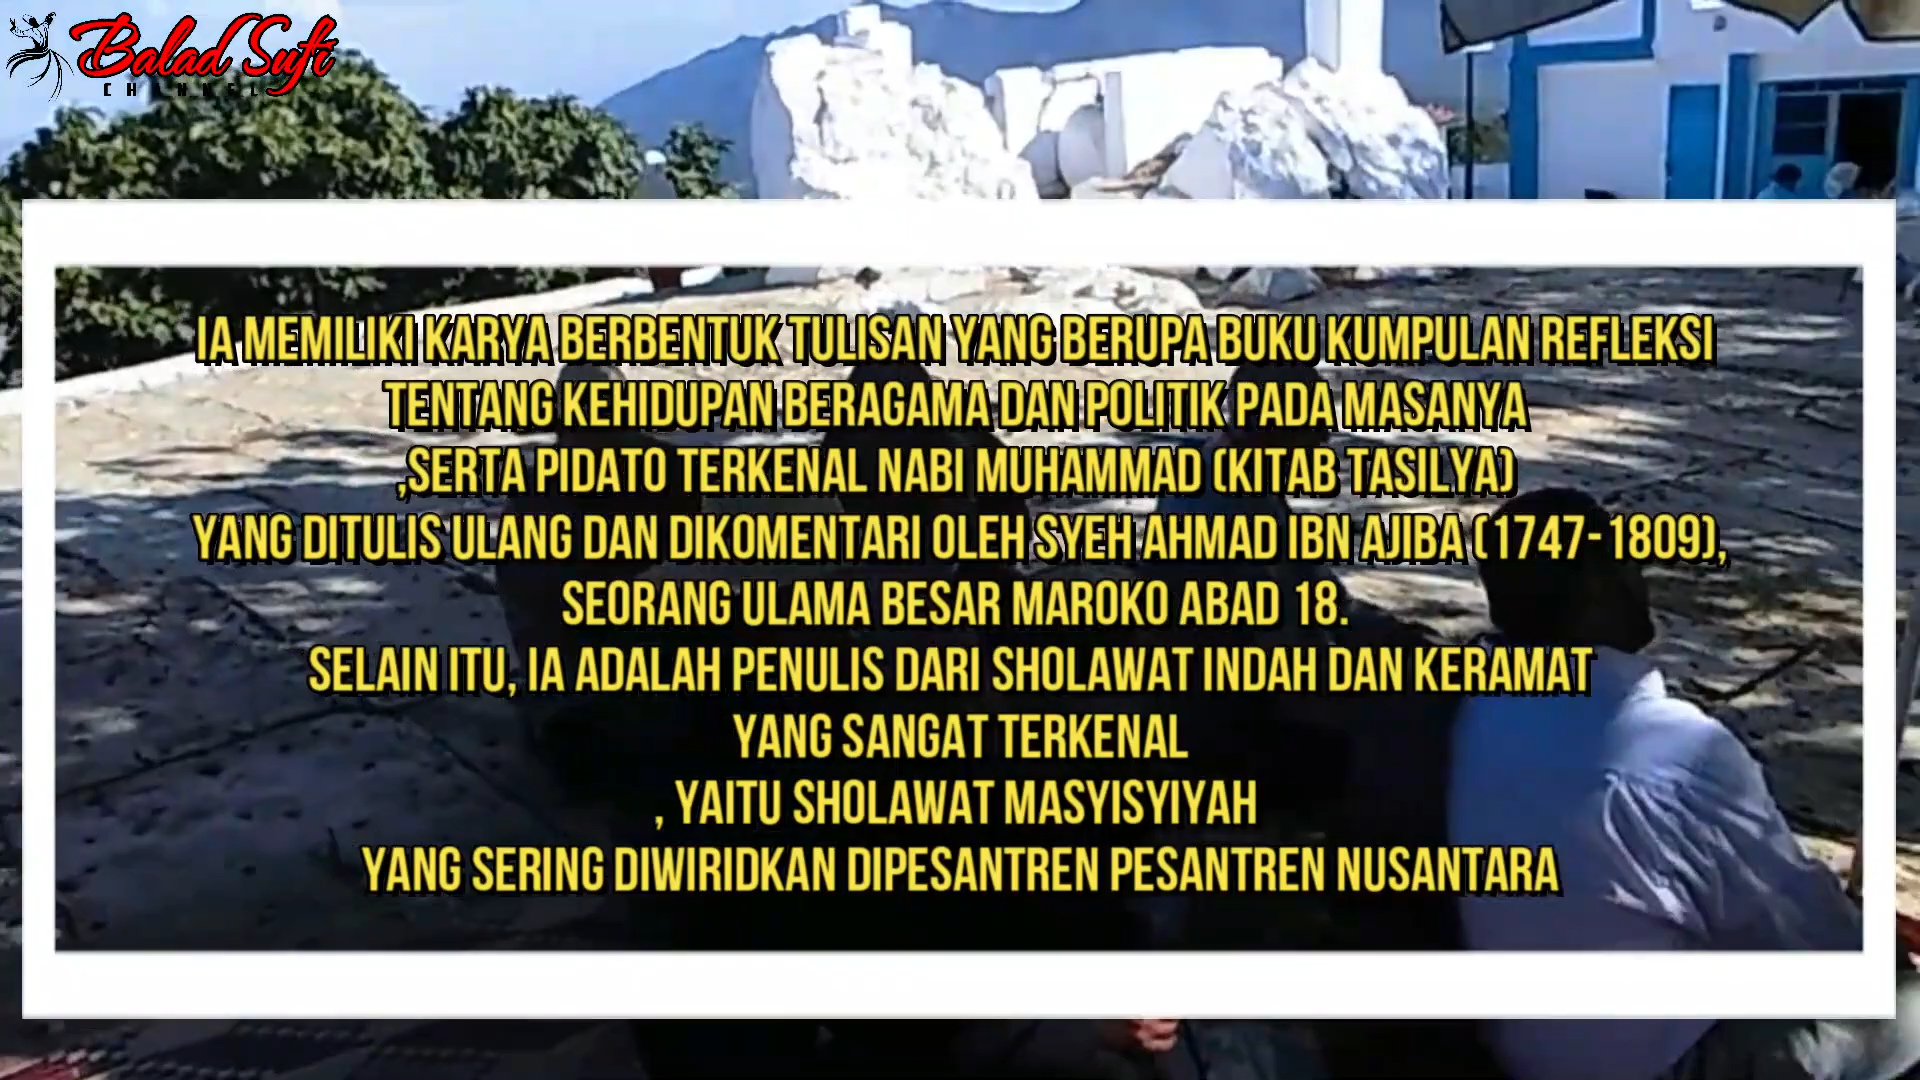 Balad Sufi
CHANNEL
IA MEMILIKI KARYA BERBENTUK TULISAN YANG BERUPA BUKU KUMPULAN REFLEKSI
TENTANG KEHIDUPAN BERAGAMA DAN POLITIK PADA MASANYA
,SERTA PIDATO TERKENAL NABI MUHAMMAD (KITAB TASILYA)
YANG DITULIS ULANG DAN DIKOMENTARI OLEH SYEH AHMAD IBN AJIBA (1747-1809),
SEORANG ULAMA BESAR MAROKO ABAD 18.
SELAIN ITU, IA ADALAH PENULIS DARI SHOLAWAT INDAH DAN KERAMAT
YANG SANGAT TERKENAL
, YAITU SHOLAWAT MASYISYIYAH
YANG SERING DIWIRIDKAN DIPESANTREN PESANTREN NUSANTARA